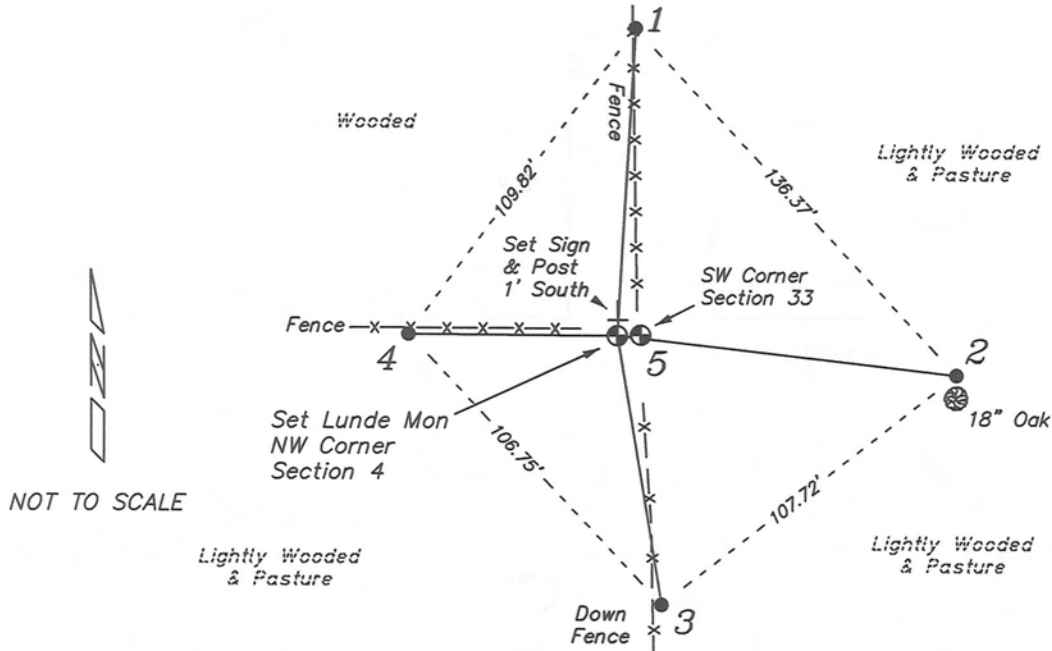 1
Fence
Wooded
Lightly Wooded
& Pasture
109.82'
136.37'
Set Sign
& Post
1' South
SW Corner
Section 33
Fence
4
5
2
18" Oak
N
Set Lunde Mon
NW Corner
Section 4
106.75'
107.72'
NOT TO SCALE
Lightly Wooded
& Pasture
Lightly Wooded
& Pasture
Down
Fence
3